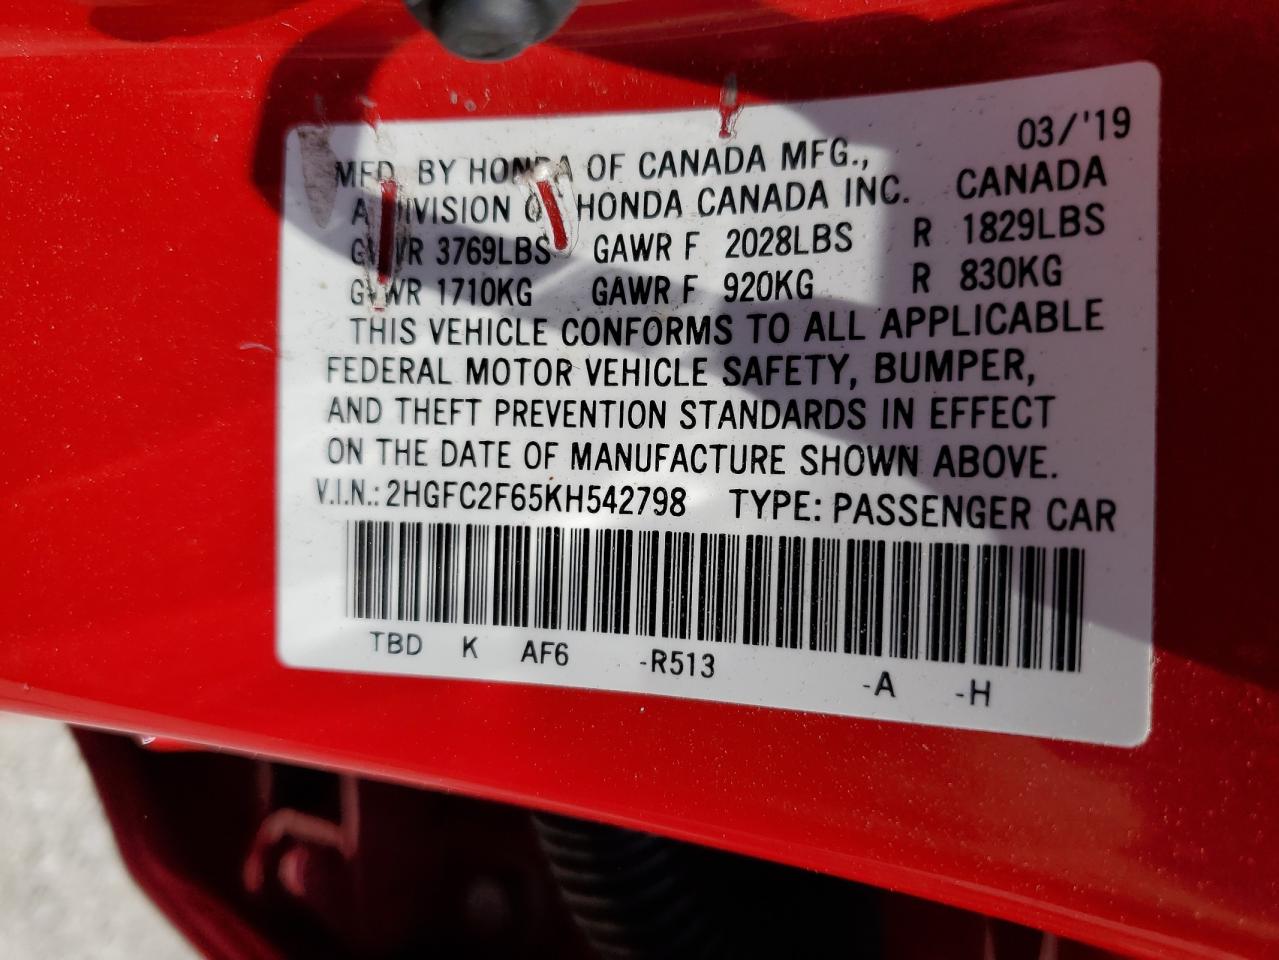 03/'19
MFD BY HONDA OF CANADA MFG.,
A DIVISION OF HONDA CANADA INC. CANADA
GVWR 3769LBS GAWR F 2028LBS R 1829LBS
GVWR 1710KG GAWR F 920KG R 830KG
THIS VEHICLE CONFORMS TO ALL APPLICABLE
FEDERAL MOTOR VEHICLE SAFETY, BUMPER,
AND THEFT PREVENTION STANDARDS IN EFFECT
ON THE DATE OF MANUFACTURE SHOWN ABOVE.
V.I.N.: 2HGFC2F65KH542798 TYPE: PASSENGER CAR
TBD K AF6 -R513 -A -H